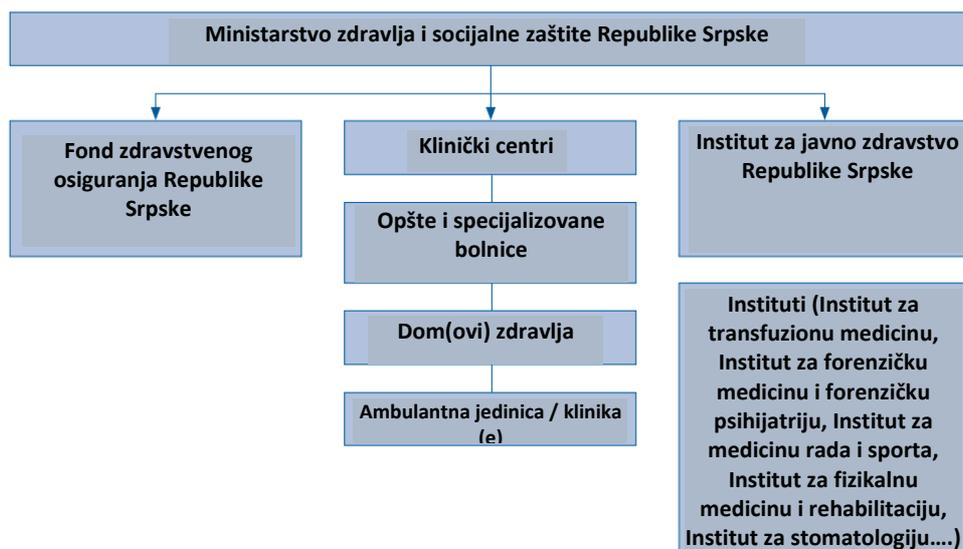 Ministarstvo zdravlja i socijalne zaštite Republike Srpske
Fond zdravstvenog
osiguranja Republike
Srpske
Klinički centri
Institut za javno zdravstvo
Republike Srpske
Opšte i specijalizovane
bolnice
Dom(ovi) zdravlja
Ambulantna jedinica / klinika
(e)
Instituti (Institut za
transfuzionu medicinu,
Institut za forenzičku
medicinu i forenzičku
psihijatriju, Institut za
medicinu rada i sporta,
Institut za fizikalnu
medicinu i rehabilitaciju,
Institut za stomatologiju….)